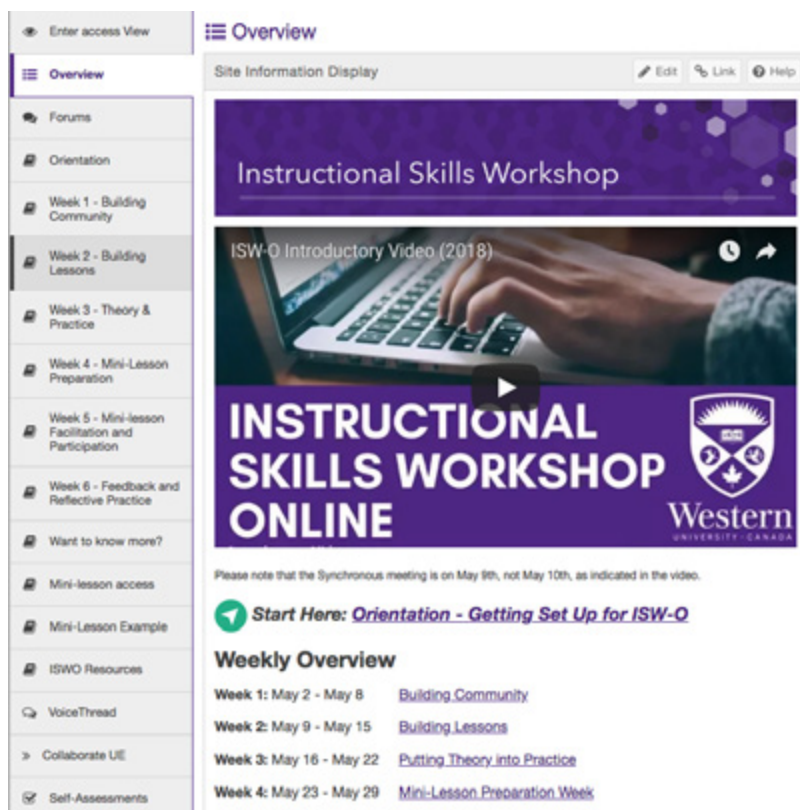 Enter access View
Overview
Forums
Orientation
Week 1 - Building
Community
Week 2 - Building
Lessons
Week 3 - Theory &
Practice
Week 4 - Mini-Lesson
Preparation
Week 5 - Mini-lesson
Facilitation and
Participation
Week 6 - Feedback and
Reflective Practice
Want to know more?
Mini-lesson access
Mini-Lesson Example
ISWO Resources
VoiceThread
» Collaborate UE
Self-Assessments
Overview
Site Information Display
Edit Link Help
Instructional Skills Workshop
ISW-O Introductory Video (2018)
INSTRUCTIONAL
SKILLS WORKSHOP
ONLINE
Western
UNIVERSITY · CANADA
Please note that the Synchronous meeting is on May 9th, not May 10th, as indicated in the video.
Start Here: Orientation - Getting Set Up for ISW-O
Weekly Overview
Week 1: May 2 - May 8 Building Community
Week 2: May 9 - May 15 Building Lessons
Week 3: May 16 - May 22 Putting Theory into Practice
Week 4: May 23 - May 29 Mini-Lesson Preparation Week